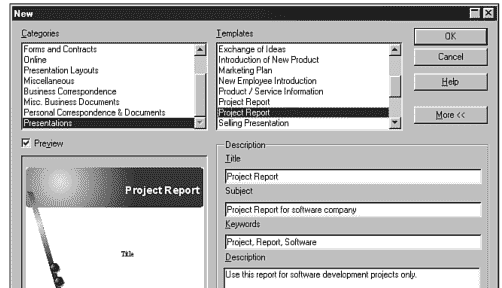 New
Categories
Forms and Contracts
Online
Presentation Layouts
Miscellaneous
Business Correspondence
Misc. Business Documents
Personal Correspondence & Documents
Presentations
Templates
Exchange of Ideas
Introduction of New Product
Marketing Plan
New Employee Introduction
Product / Service Information
Project Report
Project Report
Selling Presentation
OK
Cancel
Help
More <<
Preview
Project Report
Title
Description
Title
Project Report
Subject
Project Report for software company
Keywords
Project, Report, Software
Description
Use this report for software development projects only.